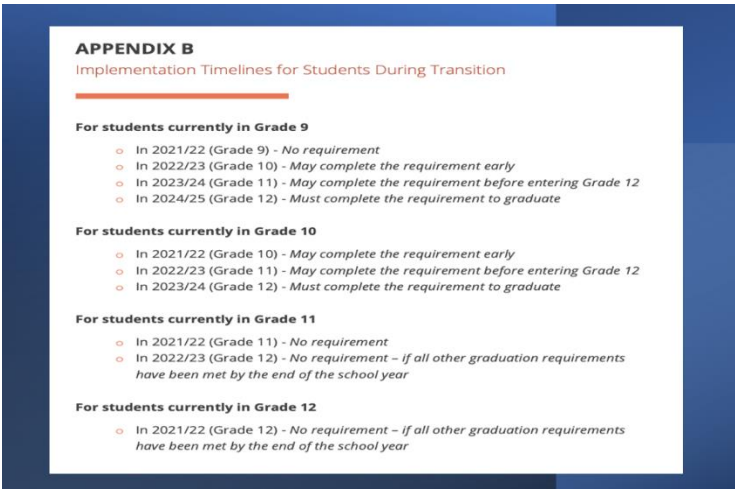 APPENDIX B
Implementation Timelines for Students During Transition
For students currently in Grade 9
o In 2021/22 (Grade 9) - No requirement
o In 2022/23 (Grade 10) - May complete the requirement early
o In 2023/24 (Grade 11) - May complete the requirement before entering Grade 12
o In 2024/25 (Grade 12) - Must complete the requirement to graduate
For students currently in Grade 10
o In 2021/22 (Grade 10) - May complete the requirement early
o In 2022/23 (Grade 11) - May complete the requirement before entering Grade 12
o In 2023/24 (Grade 12) - Must complete the requirement to graduate
For students currently in Grade 11
o In 2021/22 (Grade 11) - No requirement
o In 2022/23 (Grade 12) - No requirement – if all other graduation requirements
have been met by the end of the school year
For students currently in Grade 12
o In 2021/22 (Grade 12) - No requirement – if all other graduation requirements
have been met by the end of the school year